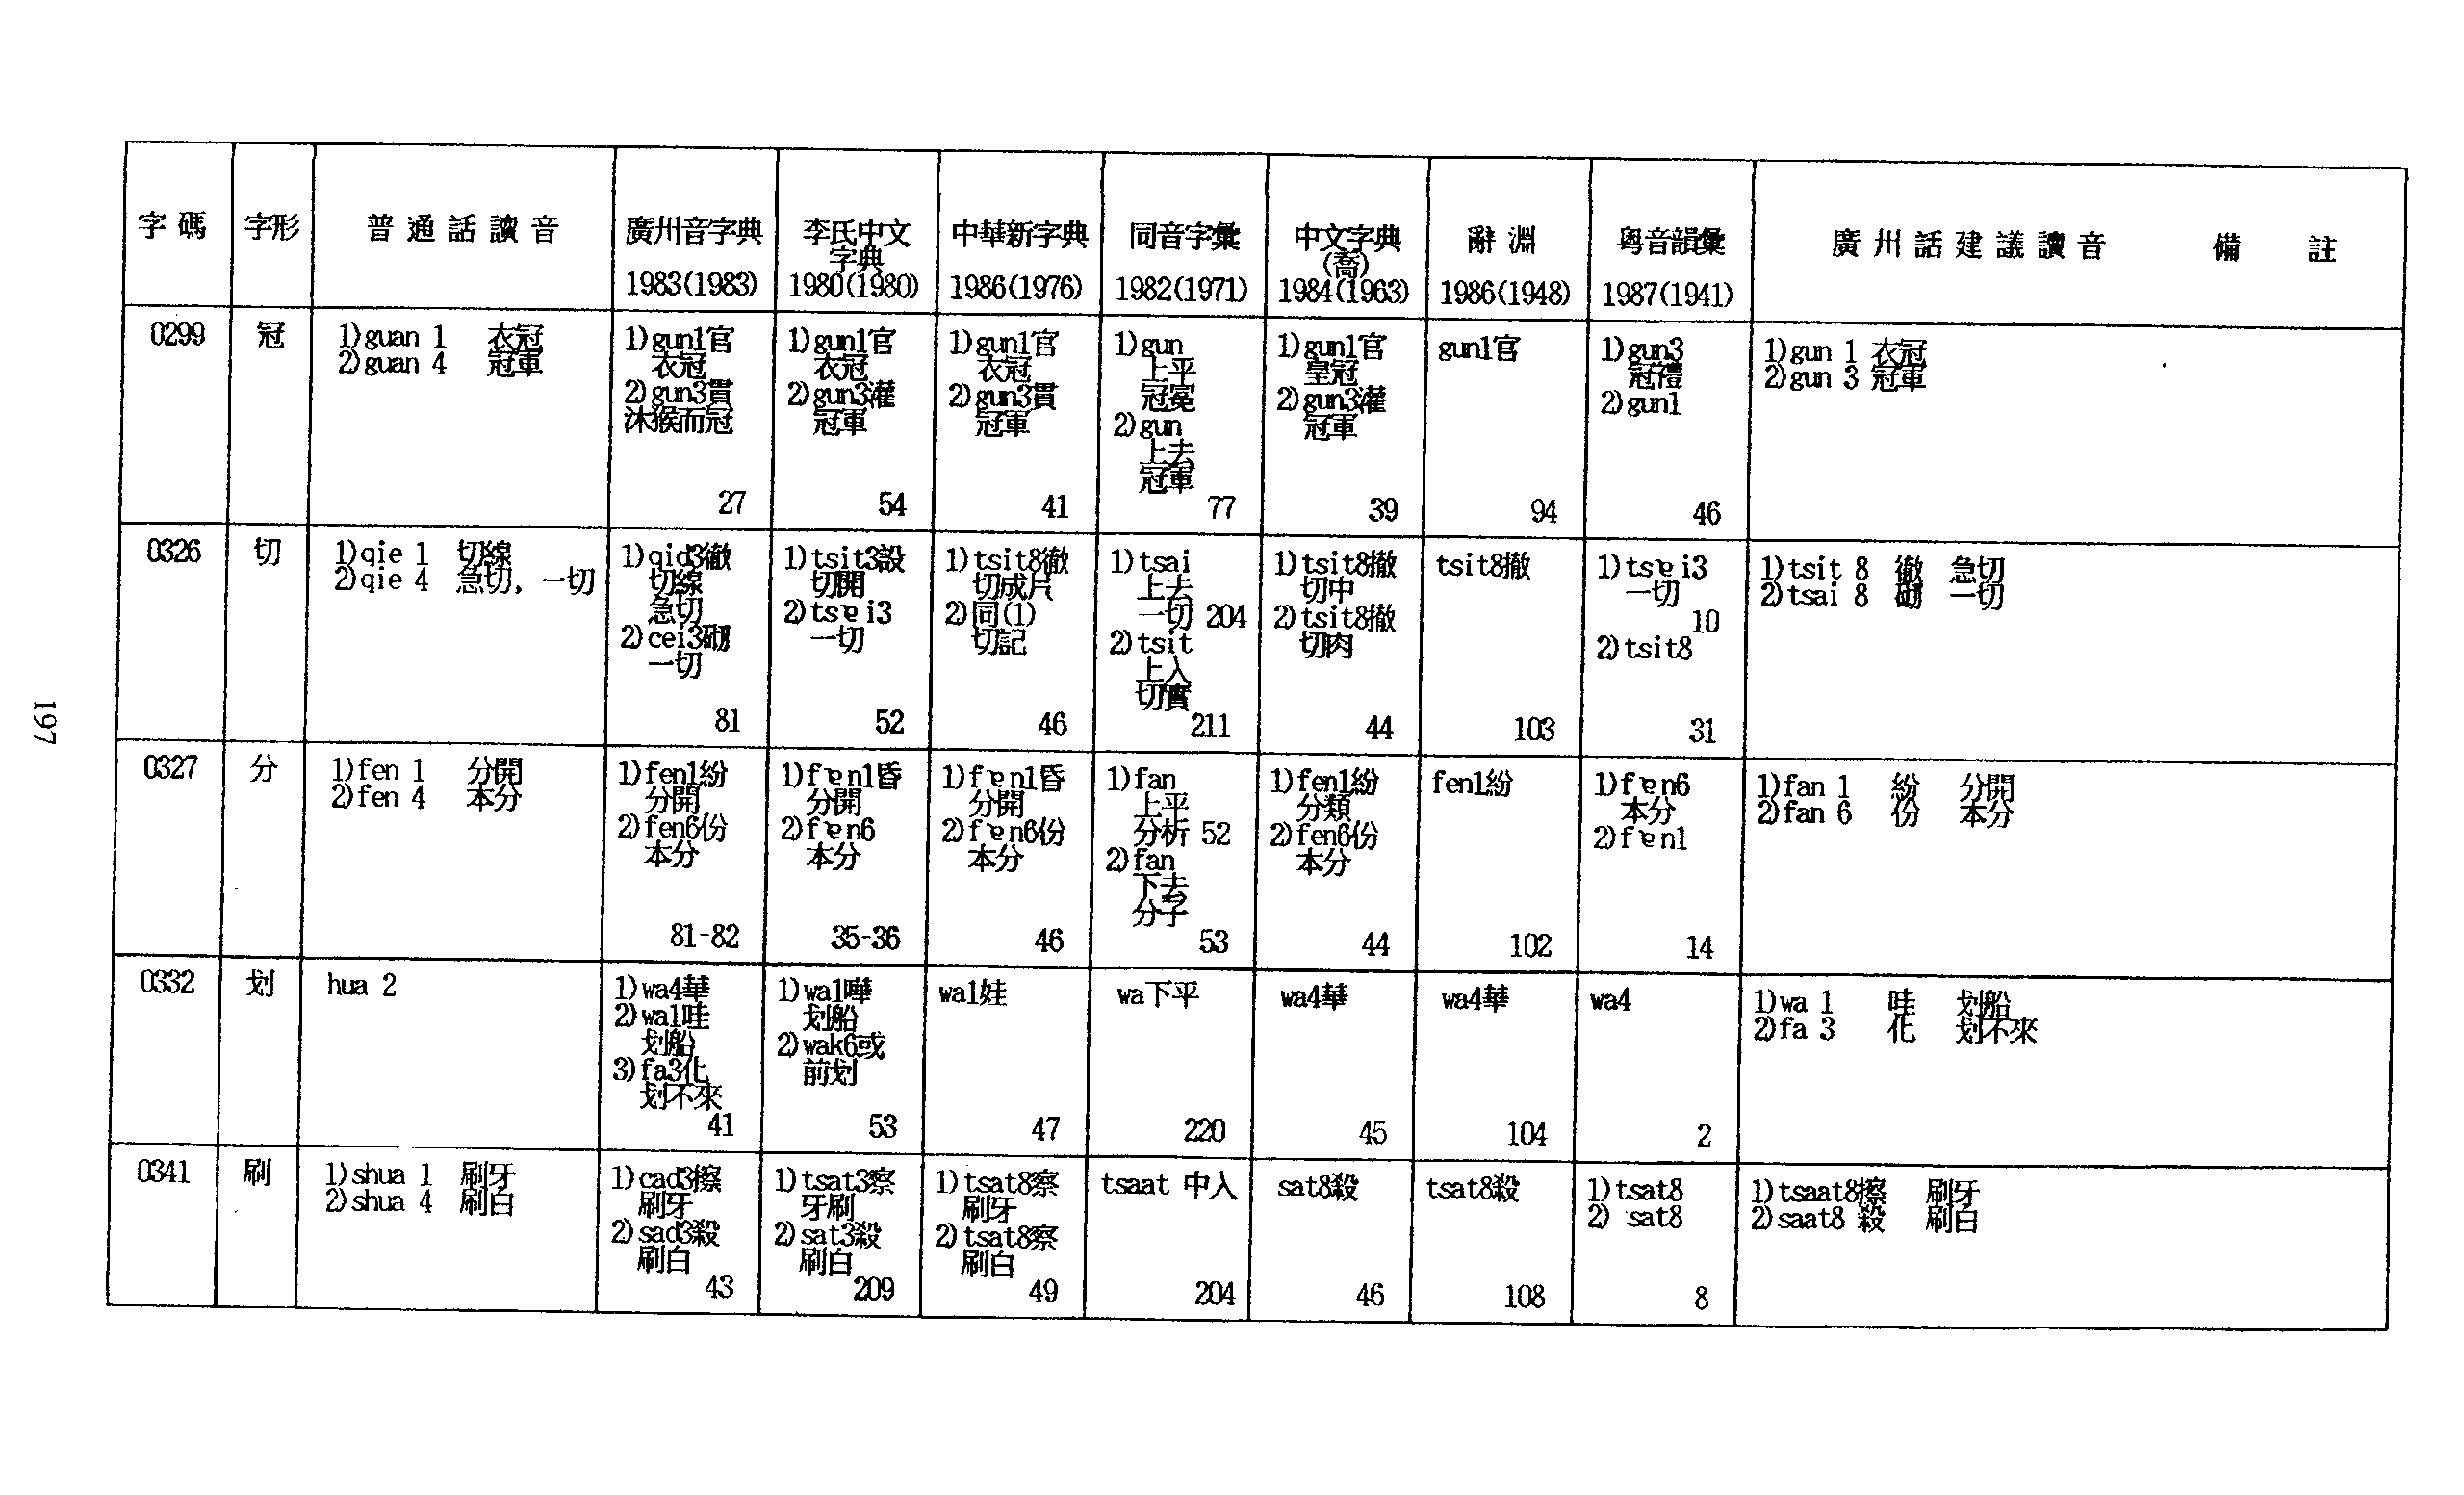 字碼 字形 普通話讀音 廣州音字典 李氏中文字典 中華新字典 同音字彙 中文字典(喬) 辭淵 粵音韻彙 廣州話建議讀音 備註
1983(1983) 1980(1980) 1986(1976) 1982(1971) 1984(1963) 1986(1948) 1987(1941)
0299
冠
1)guan 1 衣冠
2)guan 4 冠軍
1)gun1官
衣冠
2)gun3貫
沐猴而冠
27
1)gun1官
衣冠
2)gun3灌
冠軍
54
1)gun1官
衣冠
2)gun3貫
冠軍
41
1)gun
上平
冠冕
2)gun
上去
冠軍
77
1)gun1官
皇冠
2)gun3灌
冠軍
39
gun1官
94
1)gun3
冠禮
2)gun1
46
1)gun 1 衣冠
2)gun 3 冠軍
0326
切
1)qie 1 切線
2)qie 4 急切, 一切
1)qid3徹
切線
急切
2)cei3砌
一切
81
1)tsit3設
切開
2)tsɐi3
一切
52
1)tsit8徹
切成片
2)同(1)
切記
46
1)tsai
上去
一切 204
2)tsit
上入
切實
211
1)tsit8撤
切中
2)tsit8撤
切肉
44
tsit8撤
103
1)tsɐi3
一切
10
2)tsit8
31
1)tsit 8 徹 急切
2)tsai 8 砌 一切
0327
分
1)fen 1 分開
2)fen 4 本分
1)fen1紛
分開
2)fen6份
本分
81-82
1)fɐn1昏
分開
2)fɐn6
本分
35-36
1)fɐn1昏
分開
2)fɐn6份
本分
46
1)fan
上平
分析 52
2)fan
下去
分子
53
1)fen1紛
分類
2)fen6份
本分
44
fen1紛
102
1)fɐn6
本分
2)fɐn1
14
1)fan 1 紛 分開
2)fan 6 份 本分
0332
划
hua 2
1)wa4華
2)wa1哇
划船
3)fa3化
划不來
41
1)wa1嘩
划船
2)wak6或
前划
53
wa1娃
47
wa下平
220
wa4華
45
wa4華
104
wa4
2
1)wa 1 哇 划船
2)fa 3 化 划不來
0341
刷
1)shua 1 刷牙
2)shua 4 刷白
1)cad3擦
刷牙
2)sad3殺
刷白
43
1)tsat3察
牙刷
2)sat3殺
刷白
209
1)tsat8察
刷牙
2)tsat8察
刷白
49
tsaat 中入
204
sat8殺
46
tsat8殺
108
1)tsat8
2) sat8
8
1)tsaat8擦 刷牙
2)saat8 殺 刷白
197